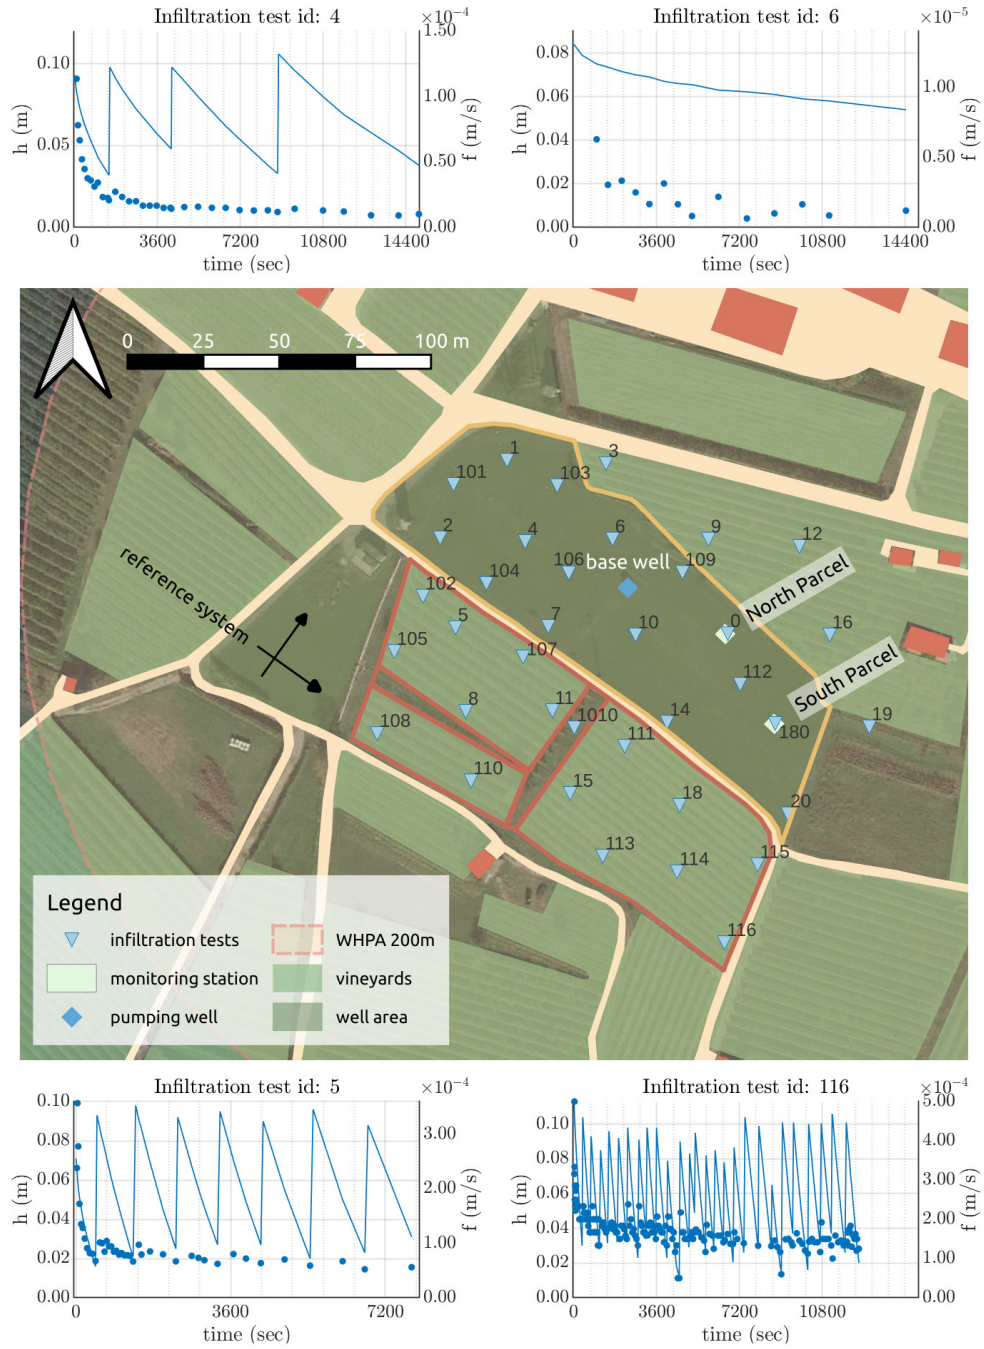 Infiltration test id: 4
×10⁻⁴
1.50
0.10
1.00
0.05
0.50
0.00
0.00
h (m)
f (m/s)
0 3600 7200 10800 14400
time (sec)
Infiltration test id: 6
×10⁻⁵
0.08
1.00
0.06
0.04
0.50
0.02
0.00
0.00
h (m)
f (m/s)
0 3600 7200 10800 14400
time (sec)
0 25 50 75 100 m
1
3
101
103
2
4
6
9
12
base well
106
109
104
102
North Parcel
reference system
5
7
10
0
16
105
107
112
South Parcel
8
11
1010
14
180
19
108
111
110
15
18
20
113
114
115
116
Legend
infiltration tests
WHPA 200m
monitoring station
vineyards
pumping well
well area
Infiltration test id: 5
×10⁻⁴
0.10
3.00
0.08
0.06
2.00
0.04
1.00
0.02
0.00
0.00
h (m)
f (m/s)
0 3600 7200
time (sec)
Infiltration test id: 116
×10⁻⁴
5.00
0.10
4.00
0.08
3.00
0.06
2.00
0.04
1.00
0.02
0.00
0.00
h (m)
f (m/s)
0 3600 7200 10800
time (sec)